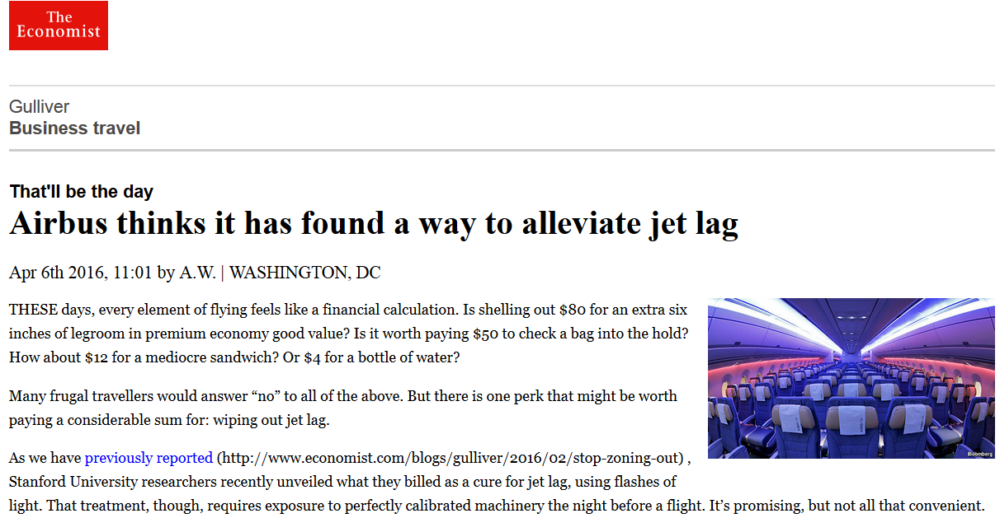 The
Economist
Gulliver
Business travel
That'll be the day
Airbus thinks it has found a way to alleviate jet lag
Apr 6th 2016, 11:01 by A.W. | WASHINGTON, DC
THESE days, every element of flying feels like a financial calculation. Is shelling out $80 for an extra six
inches of legroom in premium economy good value? Is it worth paying $50 to check a bag into the hold?
How about $12 for a mediocre sandwich? Or $4 for a bottle of water?
Many frugal travellers would answer “no” to all of the above. But there is one perk that might be worth
paying a considerable sum for: wiping out jet lag.
As we have previously reported (http://www.economist.com/blogs/gulliver/2016/02/stop-zoning-out) ,
Stanford University researchers recently unveiled what they billed as a cure for jet lag, using flashes of
light. That treatment, though, requires exposure to perfectly calibrated machinery the night before a flight. It’s promising, but not all that convenient.
Bloomberg